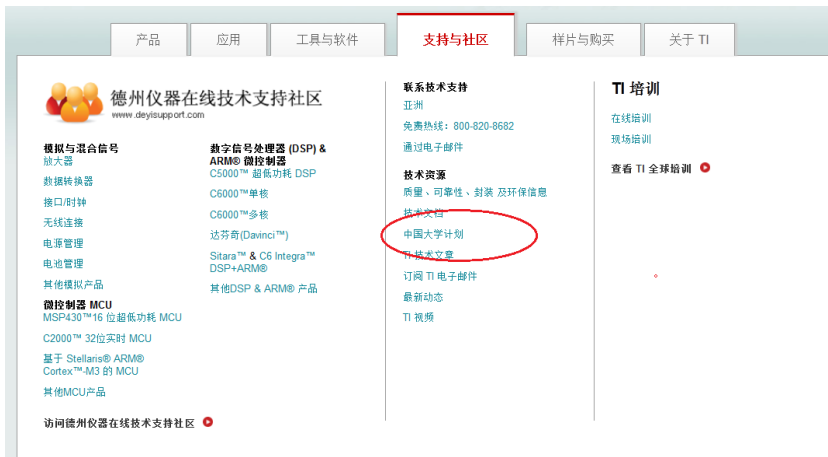 产品
应用
工具与软件
支持与社区
样片与购买
关于 TI
德州仪器在线技术支持社区
www.deyisupport.com
模拟与混合信号
放大器
数据转换器
接口/时钟
无线连接
电源管理
电池管理
其他模拟产品
微控制器 MCU
MSP430™16 位超低功耗 MCU
C2000™ 32位实时 MCU
基于 Stellaris® ARM®
Cortex™-M3 的 MCU
其他MCU产品
访问德州仪器在线技术支持社区
数字信号处理器 (DSP) &
ARM® 微控制器
C5000™ 超低功耗 DSP
C6000™单核
C6000™多核
达芬奇(Davinci™)
Sitara™ & C6 Integra™
DSP+ARM®
其他DSP & ARM® 产品
联系技术支持
亚洲
免费热线：800-820-8682
通过电子邮件
技术资源
质量、可靠性、封装 及环保信息
技术文档
中国大学计划
TI 技术文章
订阅 TI 电子邮件
最新动态
TI 视频
TI 培训
在线培训
现场培训
查看 TI 全球培训